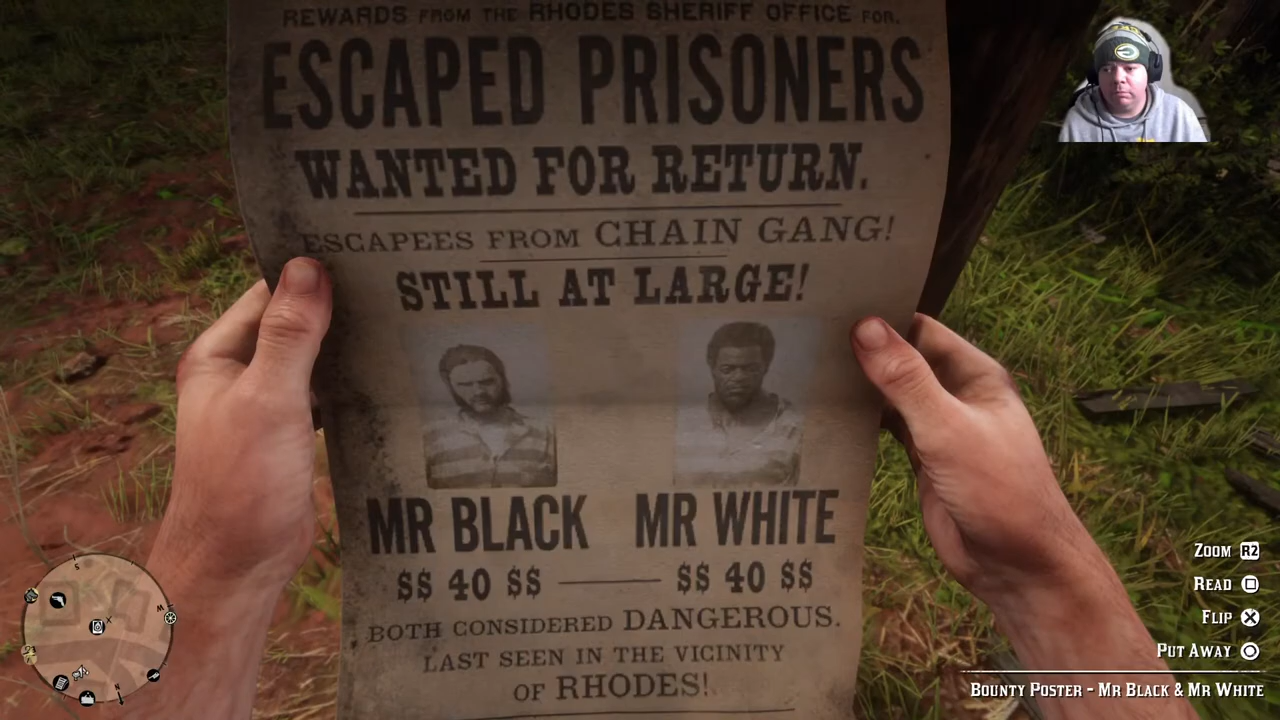 REWARDS FROM THE RHODES SHERIFF OFFICE FOR.
ESCAPED PRISONERS
WANTED FOR RETURN.
ESCAPEES FROM CHAIN GANG!
STILL AT LARGE!
MR BLACK MR WHITE
$$ 40 $$ $$ 40 $$
BOTH CONSIDERED DANGEROUS.
LAST SEEN IN THE VICINITY
OF RHODES!
ZOOM R2
READ
FLIP
PUT AWAY
BOUNTY POSTER - MR BLACK & MR WHITE
S
W
N
G